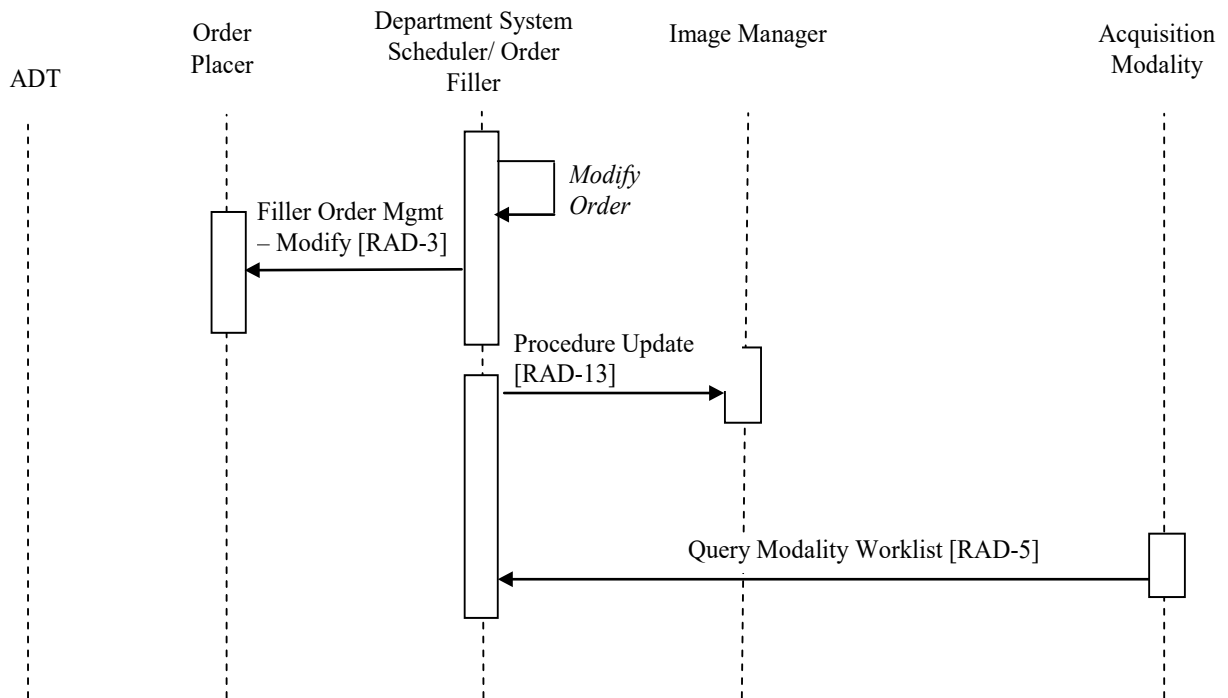 ADT
Order
Placer
Department System
Scheduler/ Order
Filler
Image Manager
Acquisition
Modality
Modify
Order
Filler Order Mgmt
– Modify [RAD-3]
Procedure Update
[RAD-13]
Query Modality Worklist [RAD-5]